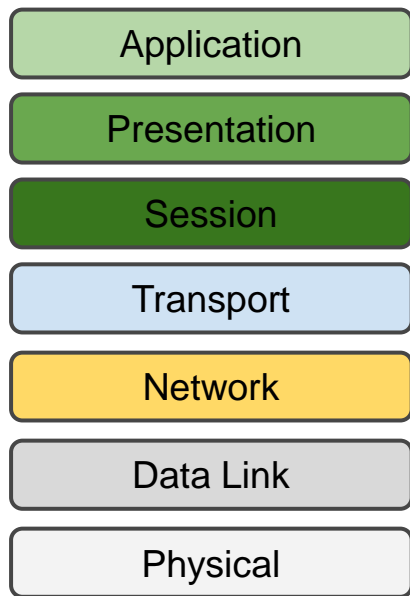 Application
Presentation
Session
Transport
Network
Data Link
Physical